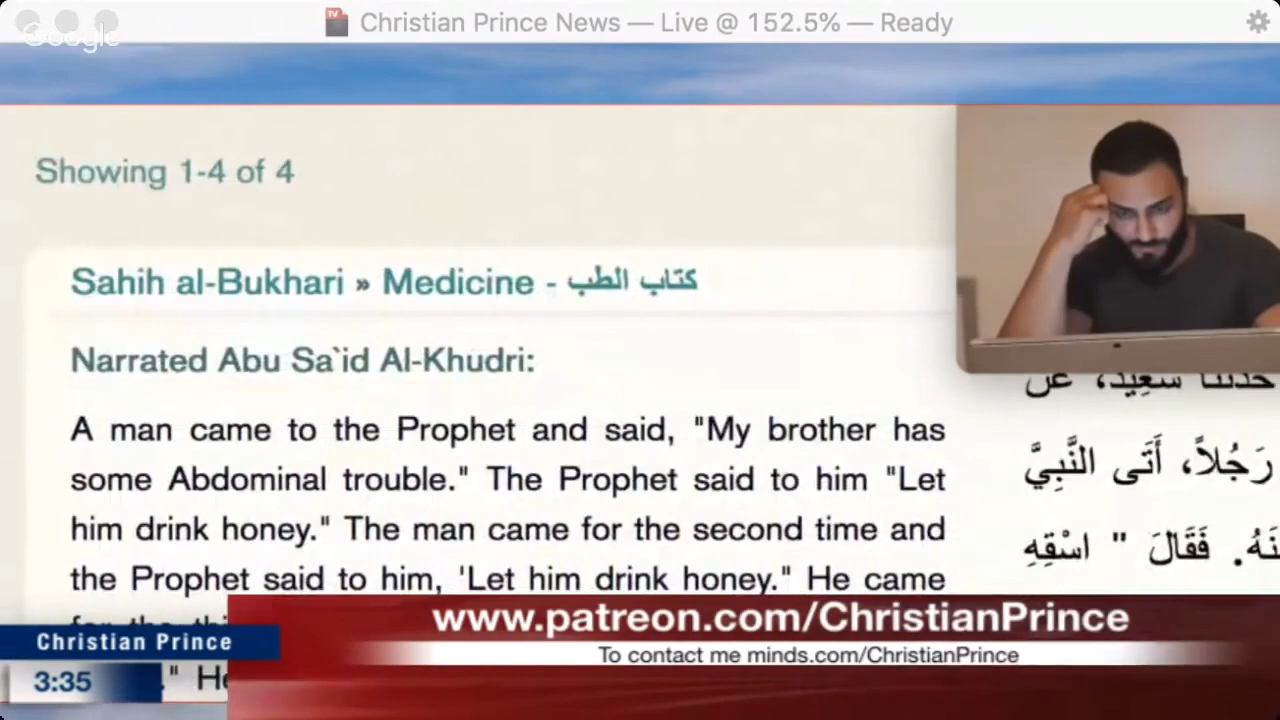 Google
Christian Prince News — Live @ 152.5% — Ready
Showing 1-4 of 4
Sahih al-Bukhari » Medicine - كتاب الطب
Narrated Abu Sa`id Al-Khudri:
A man came to the Prophet and said, "My brother has
some Abdominal trouble." The Prophet said to him "Let
him drink honey." The man came for the second time and
the Prophet said to him, 'Let him drink honey." He came
" He
حَدَّثَنَا سَعِيدٌ، عَنْ
رَجُلاً، أَتَى النَّبِيَّ
فَقَالَ " اسْقِهِ
www.patreon.com/ChristianPrince
Christian Prince
To contact me minds.com/ChristianPrince
3:35